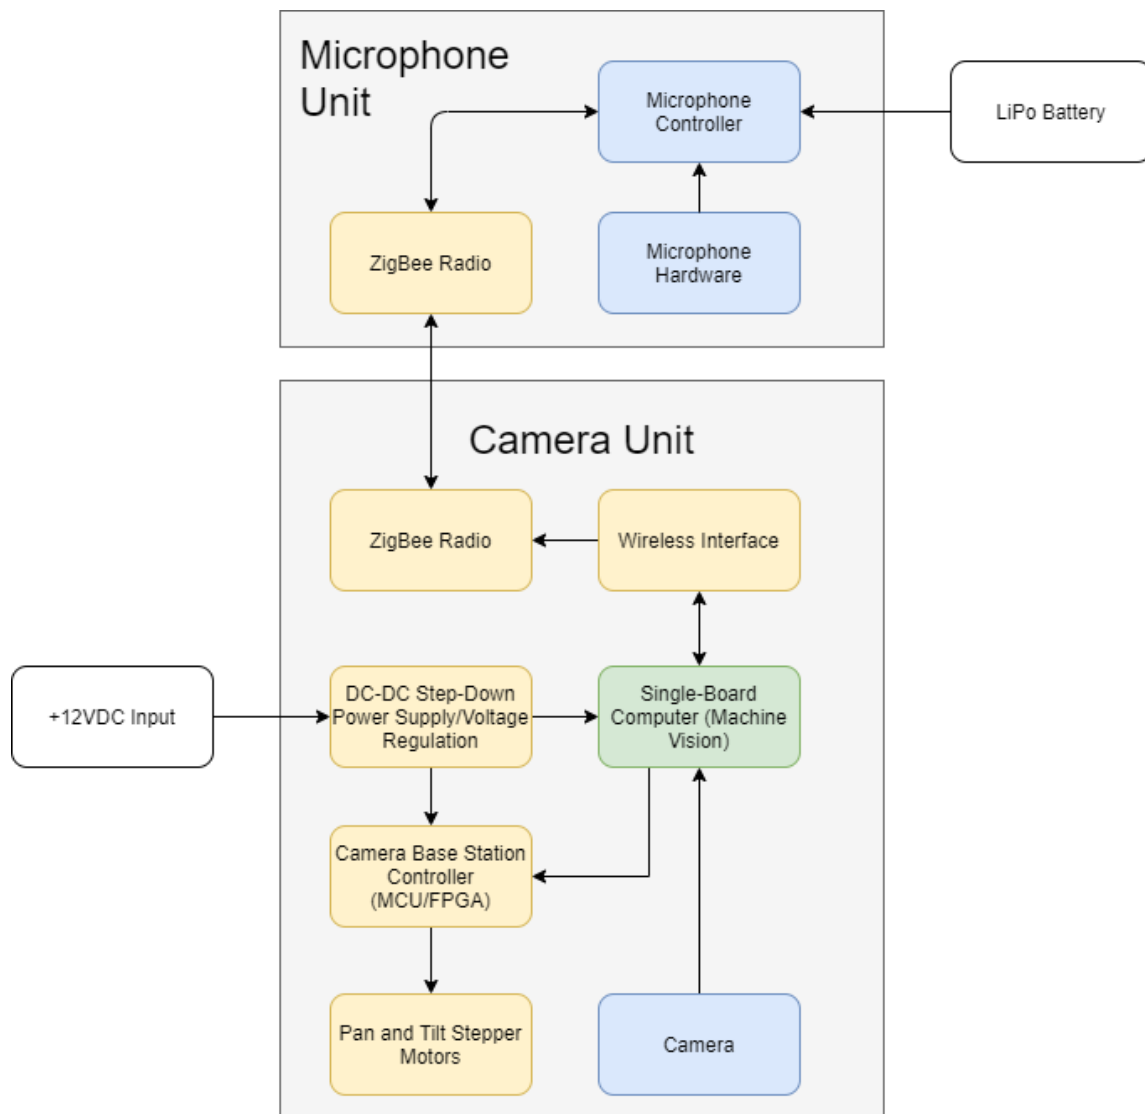 Microphone
Unit
Microphone
Controller
LiPo Battery
ZigBee Radio
Microphone
Hardware
Camera Unit
ZigBee Radio
Wireless Interface
+12VDC Input
DC-DC Step-Down
Power Supply/Voltage
Regulation
Single-Board
Computer (Machine
Vision)
Camera Base Station
Controller
(MCU/FPGA)
Pan and Tilt Stepper
Motors
Camera